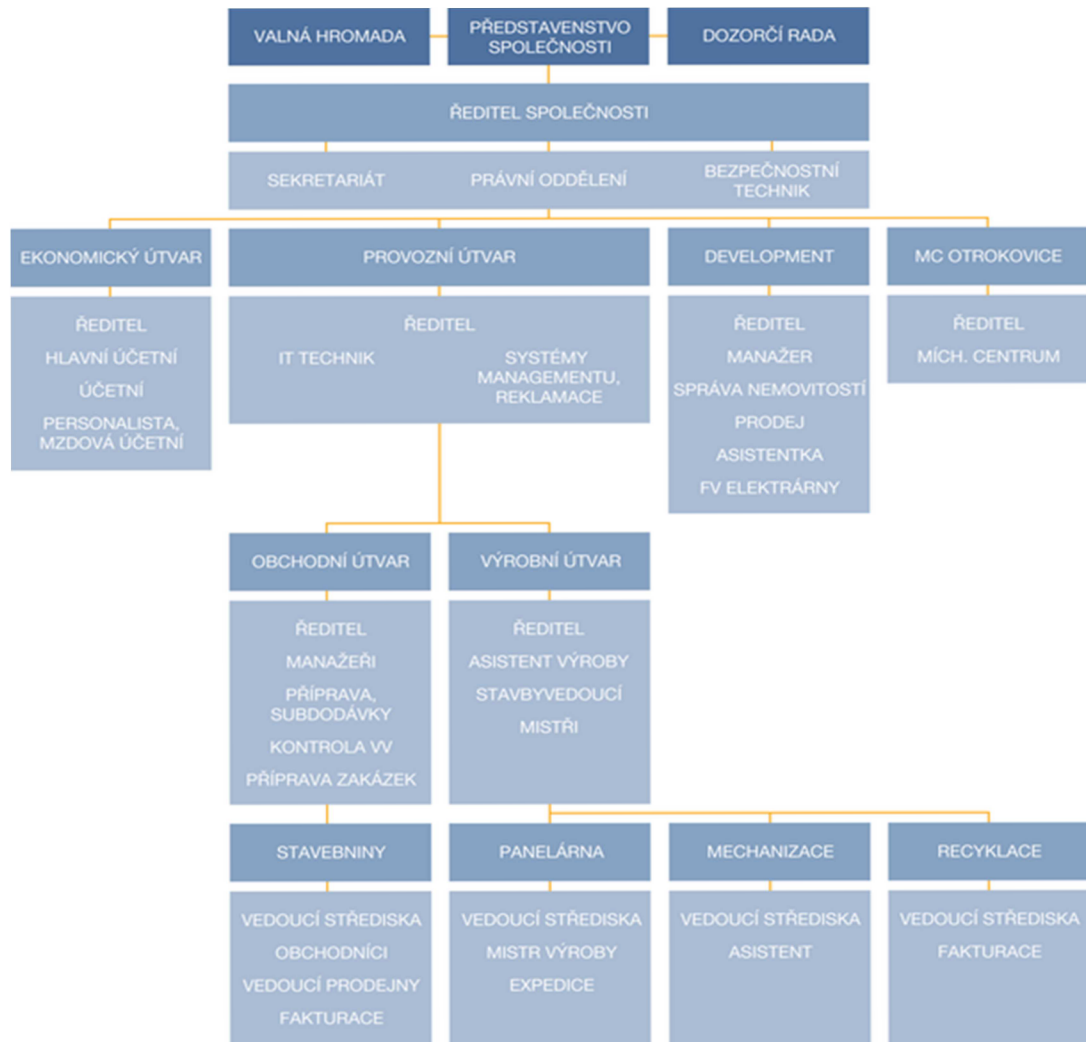 VALNÁ HROMADA
PŘEDSTAVENSTVO
SPOLEČNOSTI
DOZORČÍ RADA
ŘEDITEL SPOLEČNOSTI
SEKRETARIÁT
PRÁVNÍ ODDĚLENÍ
BEZPEČNOSTNÍ
TECHNIK
EKONOMICKÝ ÚTVAR
ŘEDITEL
HLAVNÍ ÚČETNÍ
ÚČETNÍ
PERSONALISTA,
MZDOVÁ ÚČETNÍ
PROVOZNÍ ÚTVAR
ŘEDITEL
IT TECHNIK
SYSTÉMY
MANAGEMENTU,
REKLAMACE
DEVELOPMENT
ŘEDITEL
MANAŽER
SPRÁVA NEMOVITOSTÍ
PRODEJ
ASISTENTKA
FV ELEKTRÁRNY
MC OTROKOVICE
ŘEDITEL
MÍCH. CENTRUM
OBCHODNÍ ÚTVAR
ŘEDITEL
MANAŽEŘI
PŘÍPRAVA,
SUBDODÁVKY
KONTROLA VV
PŘÍPRAVA ZAKÁZEK
VÝROBNÍ ÚTVAR
ŘEDITEL
ASISTENT VÝROBY
STAVBYVEDOUCÍ
MISTŘI
STAVEBNINY
VEDOUCÍ STŘEDISKA
OBCHODNÍCI
VEDOUCÍ PRODEJNY
FAKTURACE
PANELÁRNA
VEDOUCÍ STŘEDISKA
MISTR VÝROBY
EXPEDICE
MECHANIZACE
VEDOUCÍ STŘEDISKA
ASISTENT
RECYKLACE
VEDOUCÍ STŘEDISKA
FAKTURACE